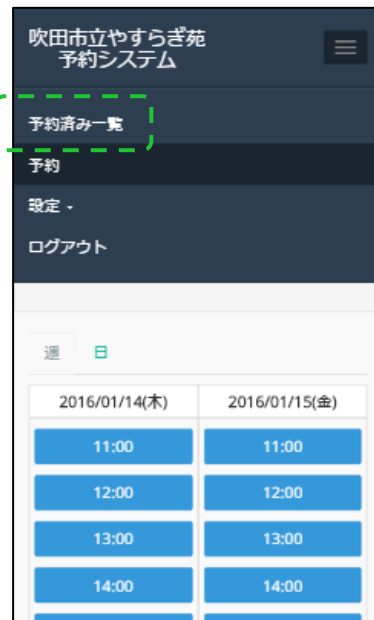 吹田市立やすらぎ苑
予約システム
予約済み一覧
予約
設定
ログアウト
週 日
2016/01/14(木) 2016/01/15(金)
11:00 11:00
12:00 12:00
13:00 13:00
14:00 14:00